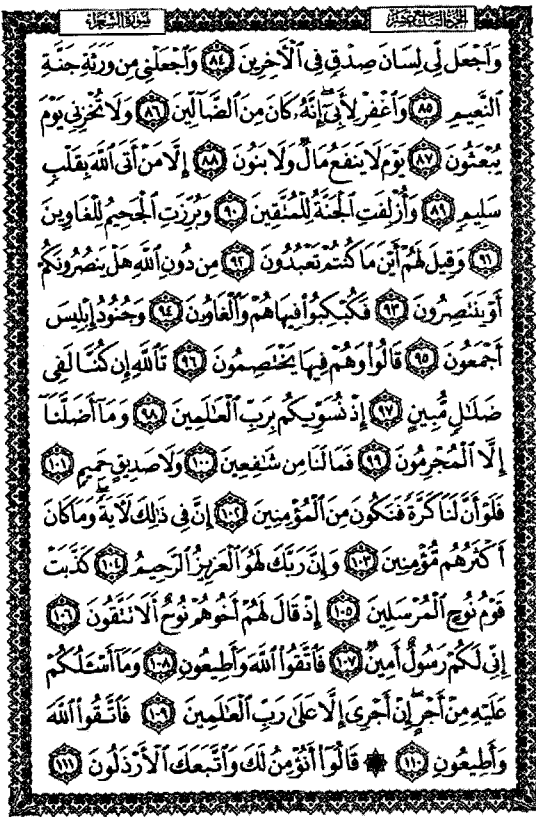 الجزء التاسع عشر
سورة الشعراء
وَٱجْعَل لِّى لِسَانَ صِدْقٍ فِى ٱلْأَخِرِينَ ٨٤ وَٱجْعَلْنِى مِن وَرَثَةِ جَنَّةِ
ٱلنَّعِيمِ ٨٥ وَٱغْفِرْ لِأَبِىٓ إِنَّهُۥ كَانَ مِنَ ٱلضَّآلِّينَ ٨٦ وَلَا تُخْزِنِى يَوْمَ
يُبْعَثُونَ ٨٧ يَوْمَ لَا يَنفَعُ مَالٌ وَلَا بَنُونَ ٨٨ إِلَّا مَنْ أَتَى ٱللَّهَ بِقَلْبٍ
سَلِيمٍ ٨٩ وَأُزْلِفَتِ ٱلْجَنَّةُ لِلْمُتَّقِينَ ٩٠ وَبُرِّزَتِ ٱلْجَحِيمُ لِلْغَاوِينَ
٩١ وَقِيلَ لَهُمْ أَيْنَ مَا كُنتُمْ تَعْبُدُونَ ٩٢ مِن دُونِ ٱللَّهِ هَلْ يَنصُرُونَكُمْ
أَوْ يَنتَصِرُونَ ٩٣ فَكُبْكِبُوا۟ فِيهَا هُمْ وَٱلْغَاوُۥنَ ٩٤ وَجُنُودُ إِبْلِيسَ
أَجْمَعُونَ ٩٥ قَالُوا۟ وَهُمْ فِيهَا يَخْتَصِمُونَ ٩٦ تَٱللَّهِ إِن كُنَّا لَفِى
ضَلَٰلٍ مُّبِينٍ ٩٧ إِذْ نُسَوِّيكُم بِرَبِّ ٱلْعَٰلَمِينَ ٩٨ وَمَآ أَضَلَّنَآ
إِلَّا ٱلْمُجْرِمُونَ ٩٩ فَمَا لَنَا مِن شَٰفِعِينَ ١٠٠ وَلَا صَدِيقٍ حَمِيمٍ ١٠١
فَلَوْ أَنَّ لَنَا كَرَّةً فَنَكُونَ مِنَ ٱلْمُؤْمِنِينَ ١٠٢ إِنَّ فِى ذَٰلِكَ لَأٓيَةً وَمَا كَانَ
أَكْثَرُهُم مُّؤْمِنِينَ ١٠٣ وَإِنَّ رَبَّكَ لَهُوَ ٱلْعَزِيزُ ٱلرَّحِيمُ ١٠٤ كَذَّبَتْ
قَوْمُ نُوحٍ ٱلْمُرْسَلِينَ ١٠٥ إِذْ قَالَ لَهُمْ أَخُوهُمْ نُوحٌ أَلَا تَتَّقُونَ ١٠٦
إِنِّى لَكُمْ رَسُولٌ أَمِينٌ ١٠٧ فَٱتَّقُوا۟ ٱللَّهَ وَأَطِيعُونِ ١٠٨ وَمَآ أَسْـَٔلُكُمْ
عَلَيْهِ مِنْ أَجْرٍ إِنْ أَجْرِىَ إِلَّا عَلَىٰ رَبِّ ٱلْعَٰلَمِينَ ١٠٩ فَٱتَّقُوا۟ ٱللَّهَ
وَأَطِيعُونِ ١١٠ ۞ قَالُوٓا۟ أَنُؤْمِنُ لَكَ وَٱتَّبَعَكَ ٱلْأَرْذَلُونَ ١١١